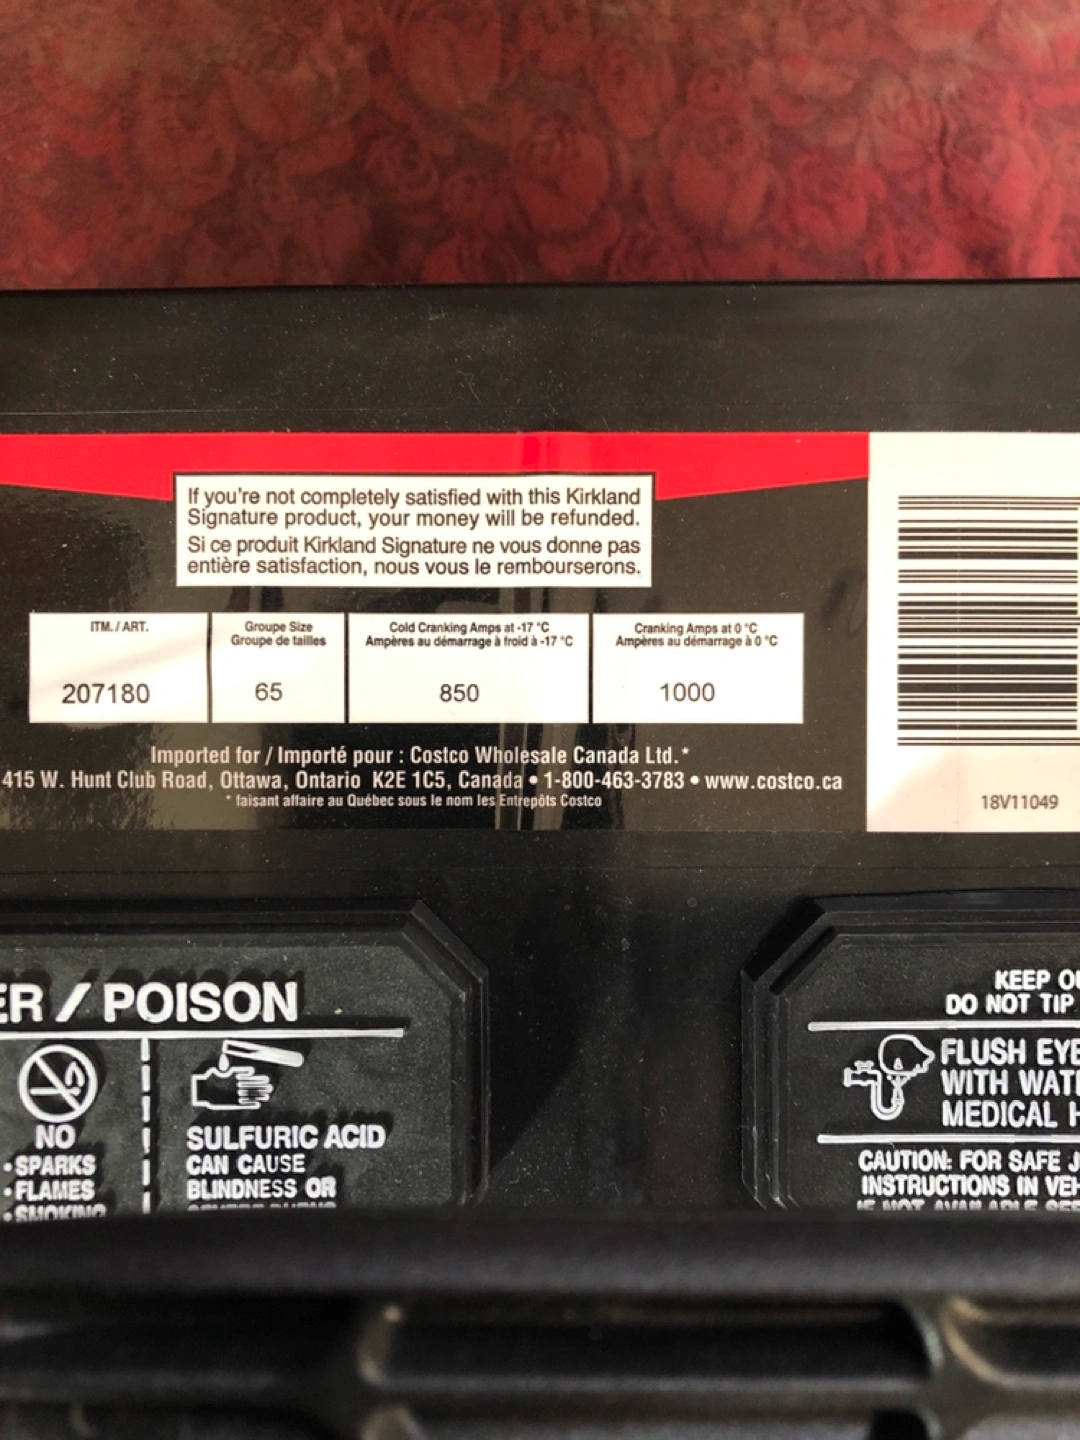 If you're not completely satisfied with this Kirkland
Signature product, your money will be refunded.
Si ce produit Kirkland Signature ne vous donne pas
entière satisfaction, nous vous le rembourserons.
ITM. / ART.
207180
Groupe Size
Groupe de tailles
65
Cold Cranking Amps at -17 °C
Ampères au démarrage à froid à -17 °C
850
Cranking Amps at 0 °C
Ampères au démarrage à 0 °C
1000
Imported for / Importé pour : Costco Wholesale Canada Ltd.*
415 W. Hunt Club Road, Ottawa, Ontario K2E 1C5, Canada • 1-800-463-3783 • www.costco.ca
* faisant affaire au Québec sous le nom les Entrepôts Costco
18V11049
ER / POISON
NO
• SPARKS
• FLAMES
• SMOKING
SULFURIC ACID
CAN CAUSE
BLINDNESS OR
KEEP OU
DO NOT TIP
FLUSH EYE
WITH WAT
MEDICAL H
CAUTION: FOR SAFE J
INSTRUCTIONS IN VEH